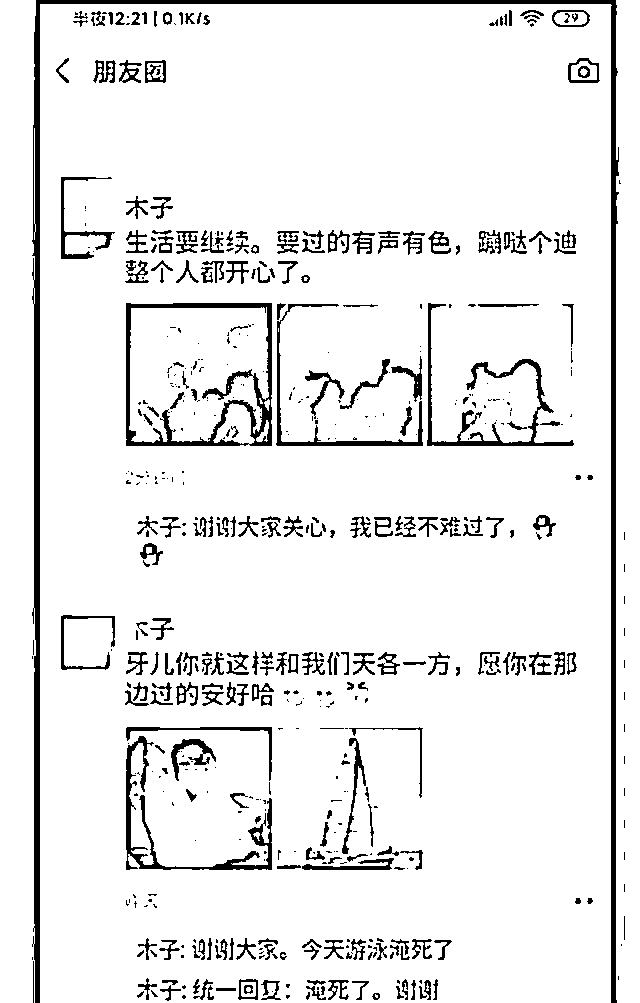 半夜12:21 | 0.1K/s
29
朋友圈
木子
生活要继续。要过的有声有色，蹦哒个迪
整个人都开心了。
木子: 谢谢大家关心，我已经不难过了，
木子
牙儿你就这样和我们天各一方，愿你在那
边过的安好哈
昨天
木子: 谢谢大家。今天游泳淹死了
木子: 统一回复：淹死了。谢谢